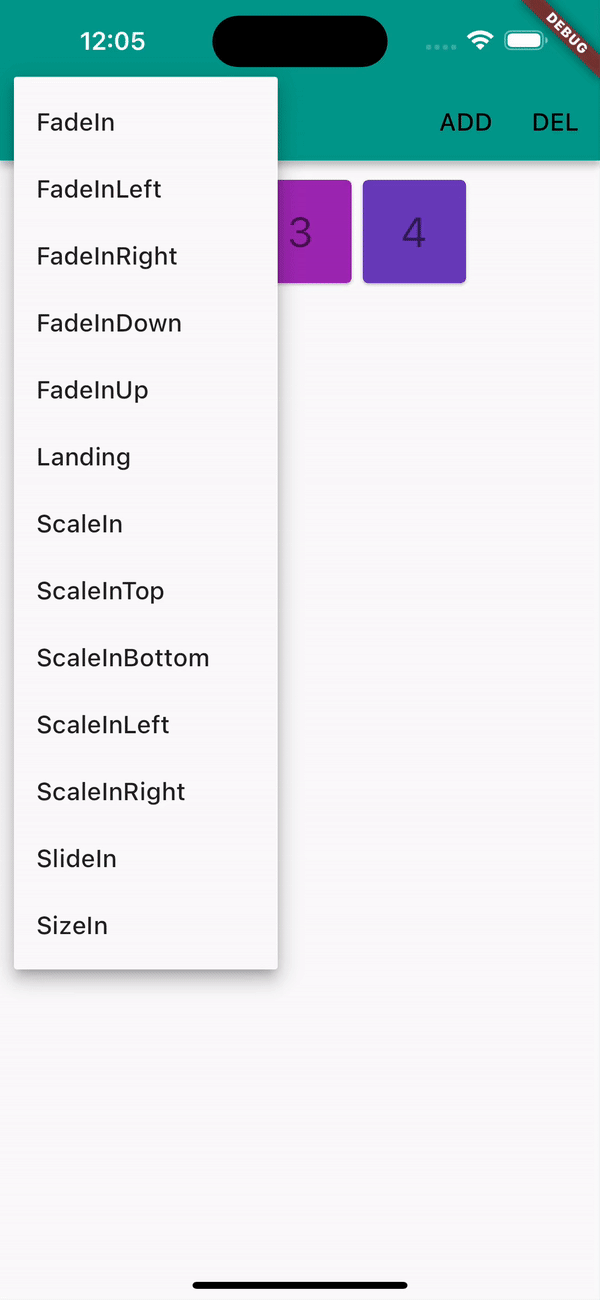 12:05
DEBUG
ADD DEL
FadeIn
FadeInLeft
3 4
FadeInRight
FadeInDown
FadeInUp
Landing
ScaleIn
ScaleInTop
ScaleInBottom
ScaleInLeft
ScaleInRight
SlideIn
SizeIn